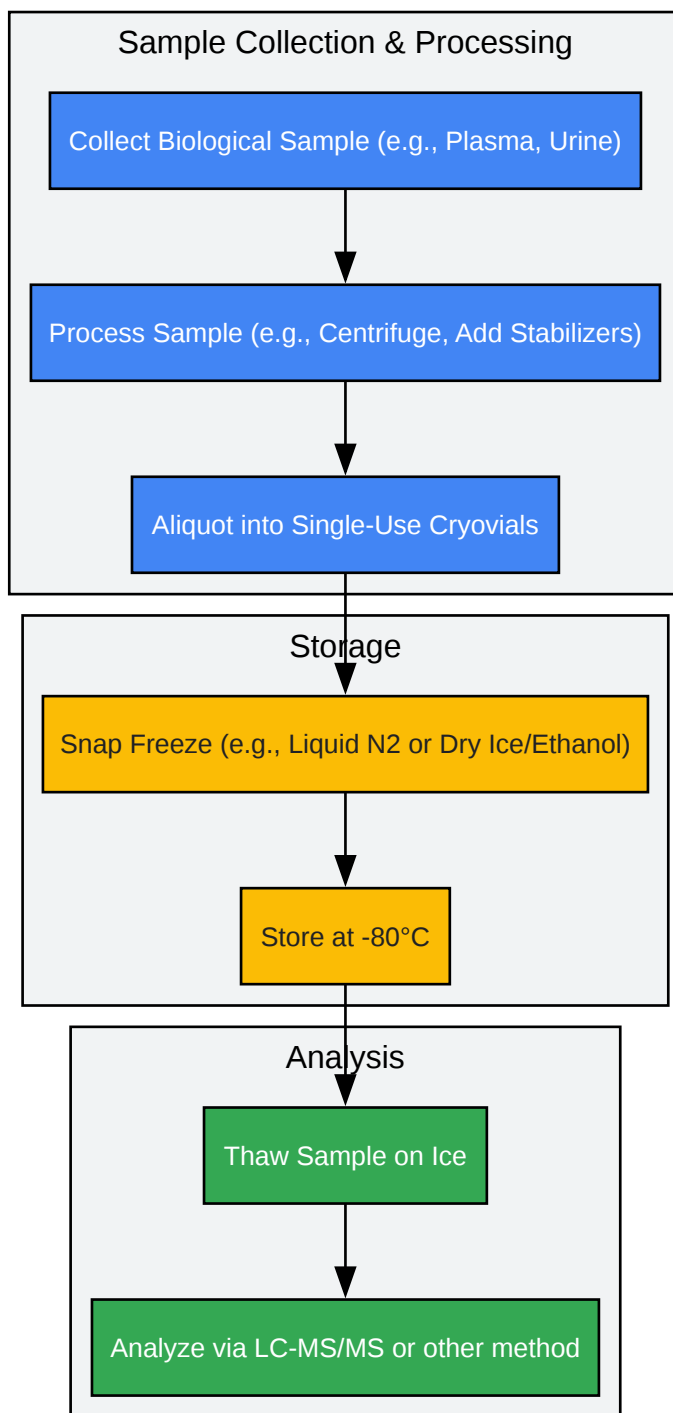 Sample Collection & Processing
Collect Biological Sample (e.g., Plasma, Urine)
Process Sample (e.g., Centrifuge, Add Stabilizers)
Aliquot into Single-Use Cryovials
Storage
Snap Freeze (e.g., Liquid N2 or Dry Ice/Ethanol)
Store at -80°C
Analysis
Thaw Sample on Ice
Analyze via LC-MS/MS or other method